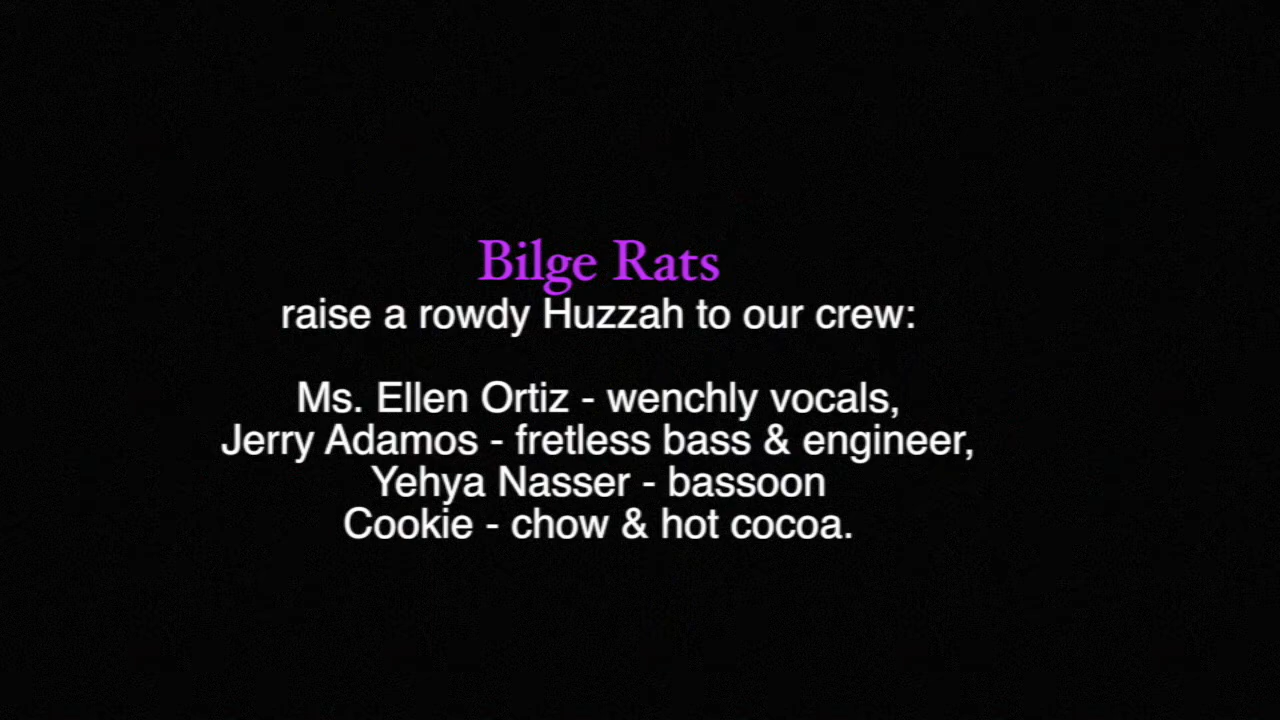 Bilge Rats
raise a rowdy Huzzah to our crew:
Ms. Ellen Ortiz - wenchly vocals,
Jerry Adamos - fretless bass & engineer,
Yehya Nasser - bassoon
Cookie - chow & hot cocoa.